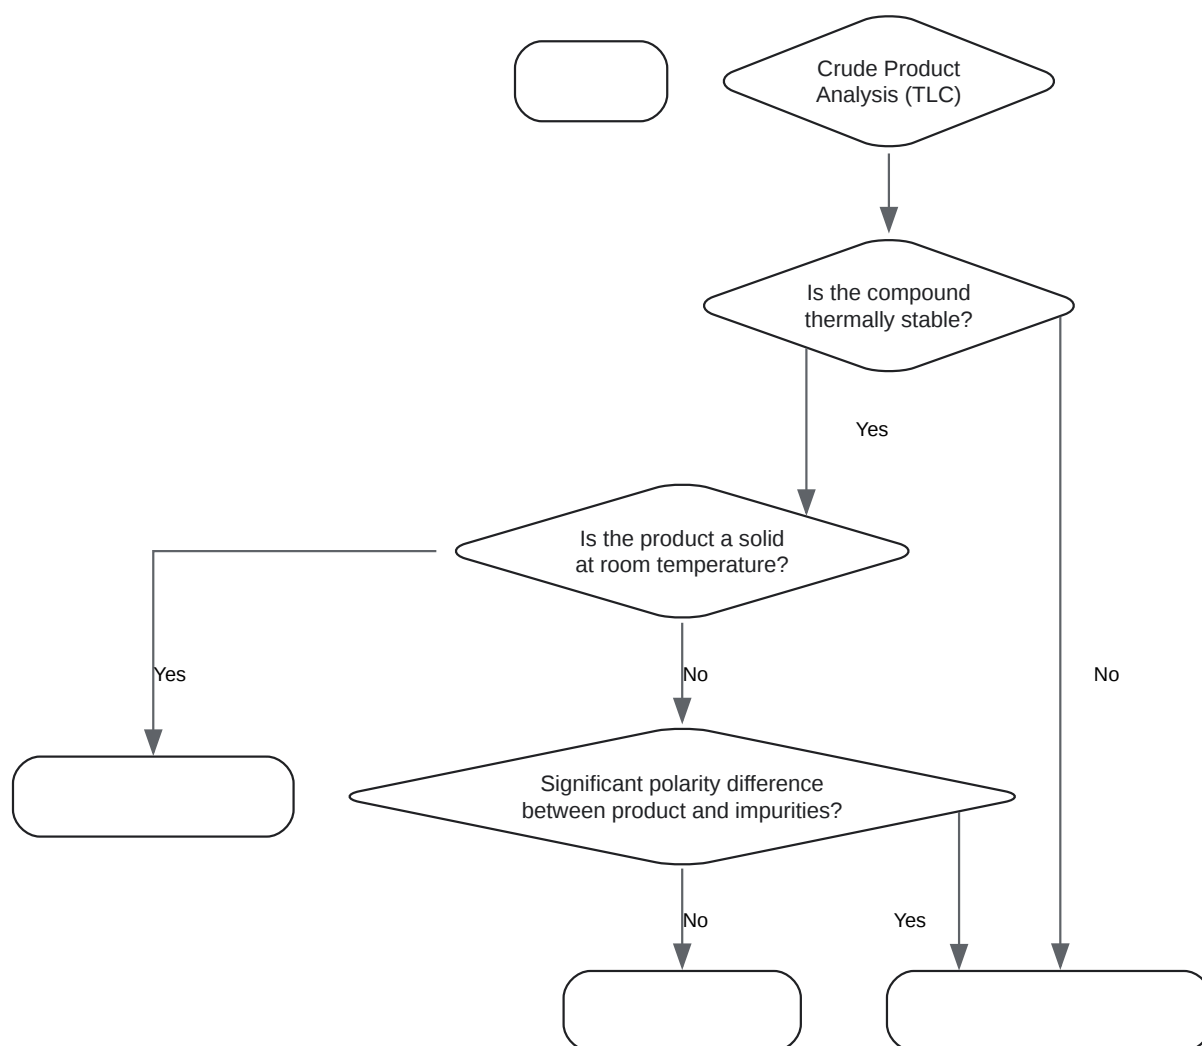 Crude Product
Analysis (TLC)
Is the compound
thermally stable?
Yes
Is the product a solid
at room temperature?
Yes
No
No
Significant polarity difference
between product and impurities?
No
Yes